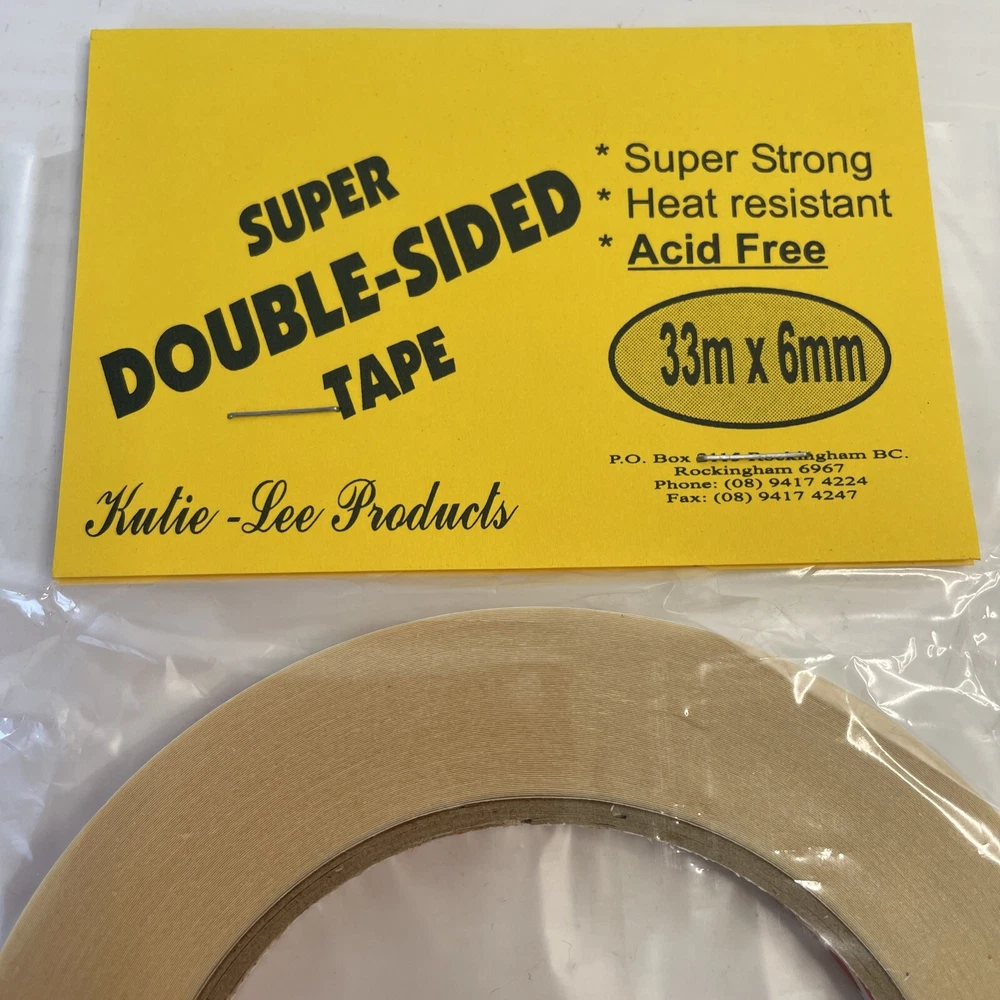 SUPER
DOUBLE-SIDED
TAPE
Kutie -Lee Products
* Super Strong
* Heat resistant
* Acid Free
33m x 6mm
P.O. Box Rockingham BC.
Rockingham 6967
Phone: (08) 9417 4224
Fax: (08) 9417 4247